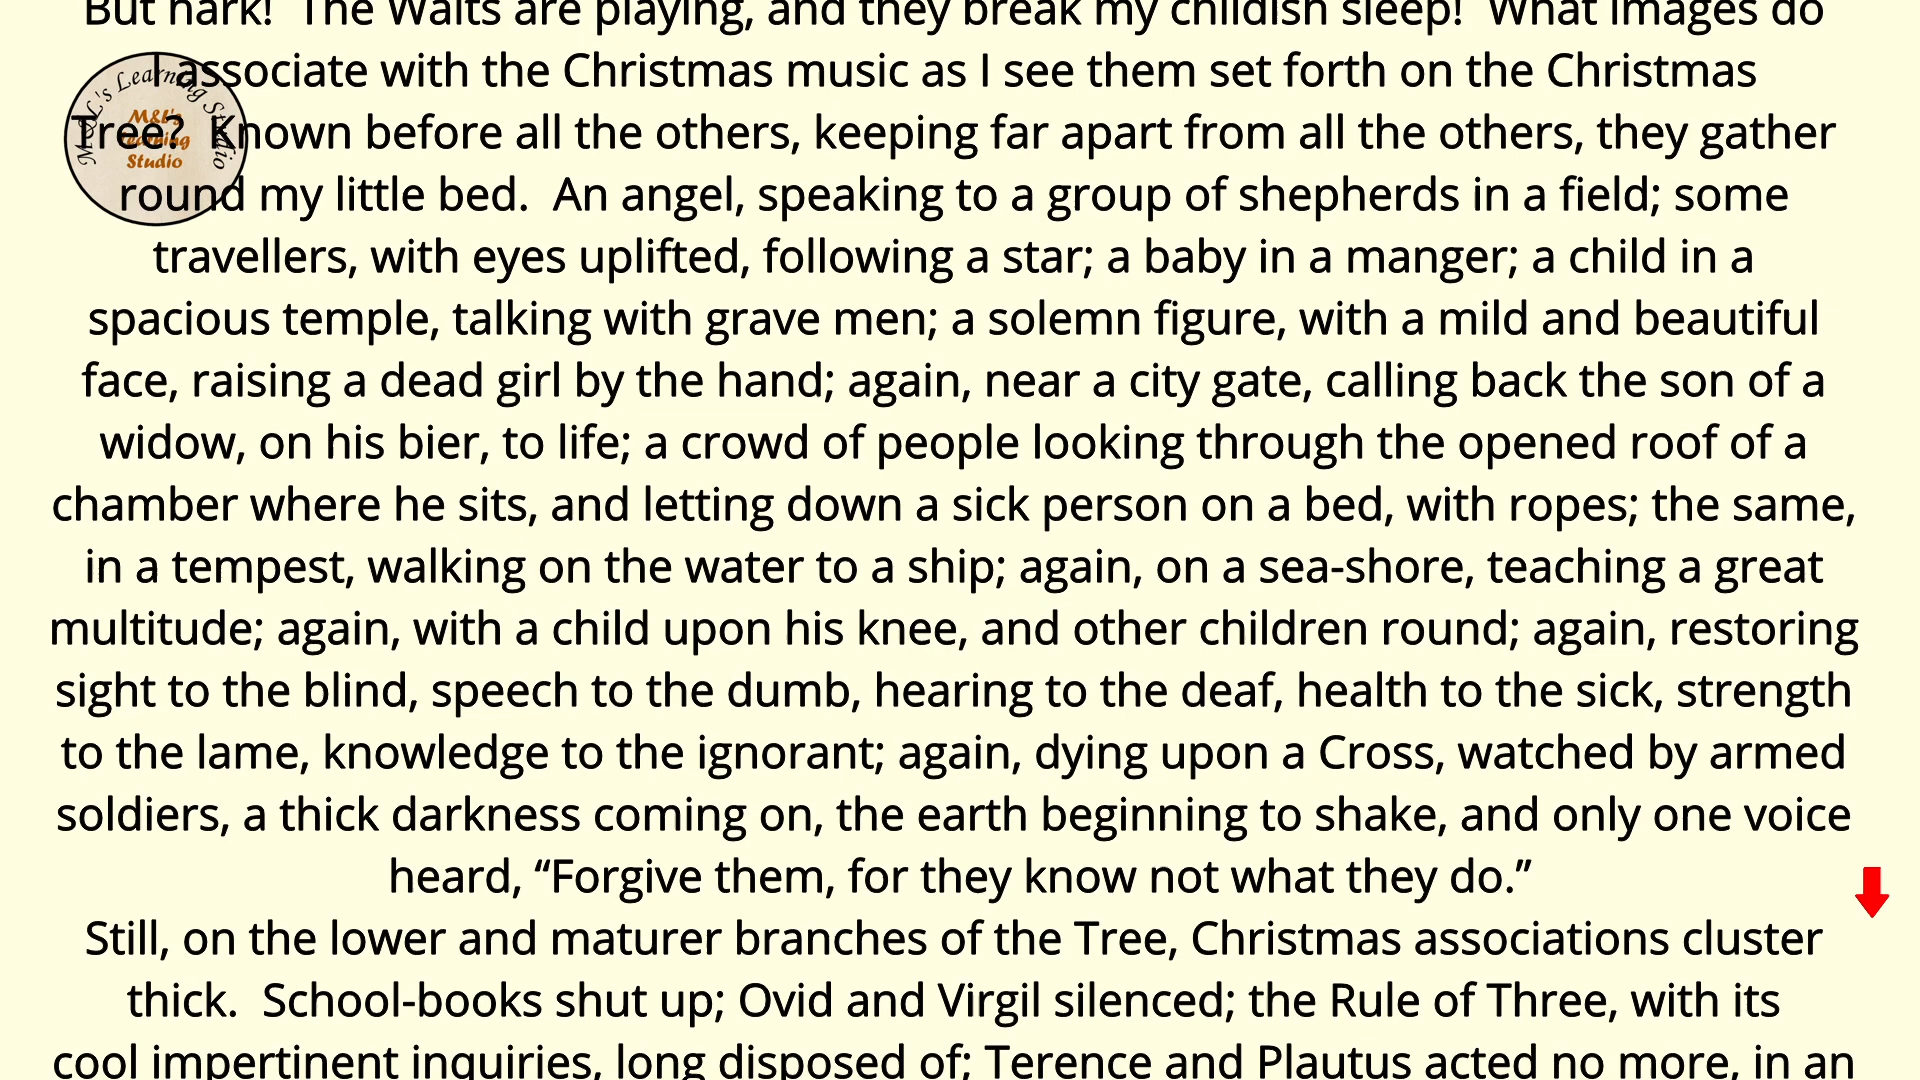 But hark!  The Waits are playing, and they break my childish sleep!  What images do
I associate with the Christmas music as I see them set forth on the Christmas
Tree?  Known before all the others, keeping far apart from all the others, they gather
round my little bed.  An angel, speaking to a group of shepherds in a field; some
travellers, with eyes uplifted, following a star; a baby in a manger; a child in a
spacious temple, talking with grave men; a solemn figure, with a mild and beautiful
face, raising a dead girl by the hand; again, near a city gate, calling back the son of a
widow, on his bier, to life; a crowd of people looking through the opened roof of a
chamber where he sits, and letting down a sick person on a bed, with ropes; the same,
in a tempest, walking on the water to a ship; again, on a sea-shore, teaching a great
multitude; again, with a child upon his knee, and other children round; again, restoring
sight to the blind, speech to the dumb, hearing to the deaf, health to the sick, strength
to the lame, knowledge to the ignorant; again, dying upon a Cross, watched by armed
soldiers, a thick darkness coming on, the earth beginning to shake, and only one voice
heard, “Forgive them, for they know not what they do.”
Still, on the lower and maturer branches of the Tree, Christmas associations cluster
thick.  School-books shut up; Ovid and Virgil silenced; the Rule of Three, with its
cool impertinent inquiries, long disposed of; Terence and Plautus acted no more, in an
M&L's Learning Studio
M&L's
Learning
Studio